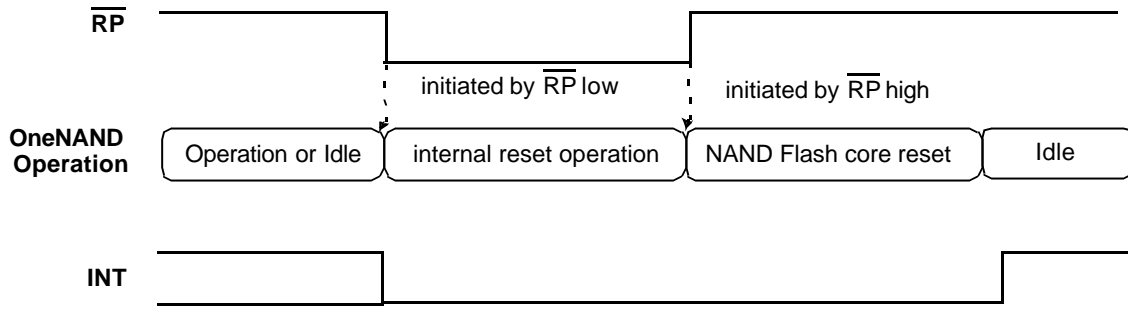 RP
initiated by RP low
initiated by RP high
OneNAND
Operation
Operation or Idle
internal reset operation
NAND Flash core reset
Idle
INT